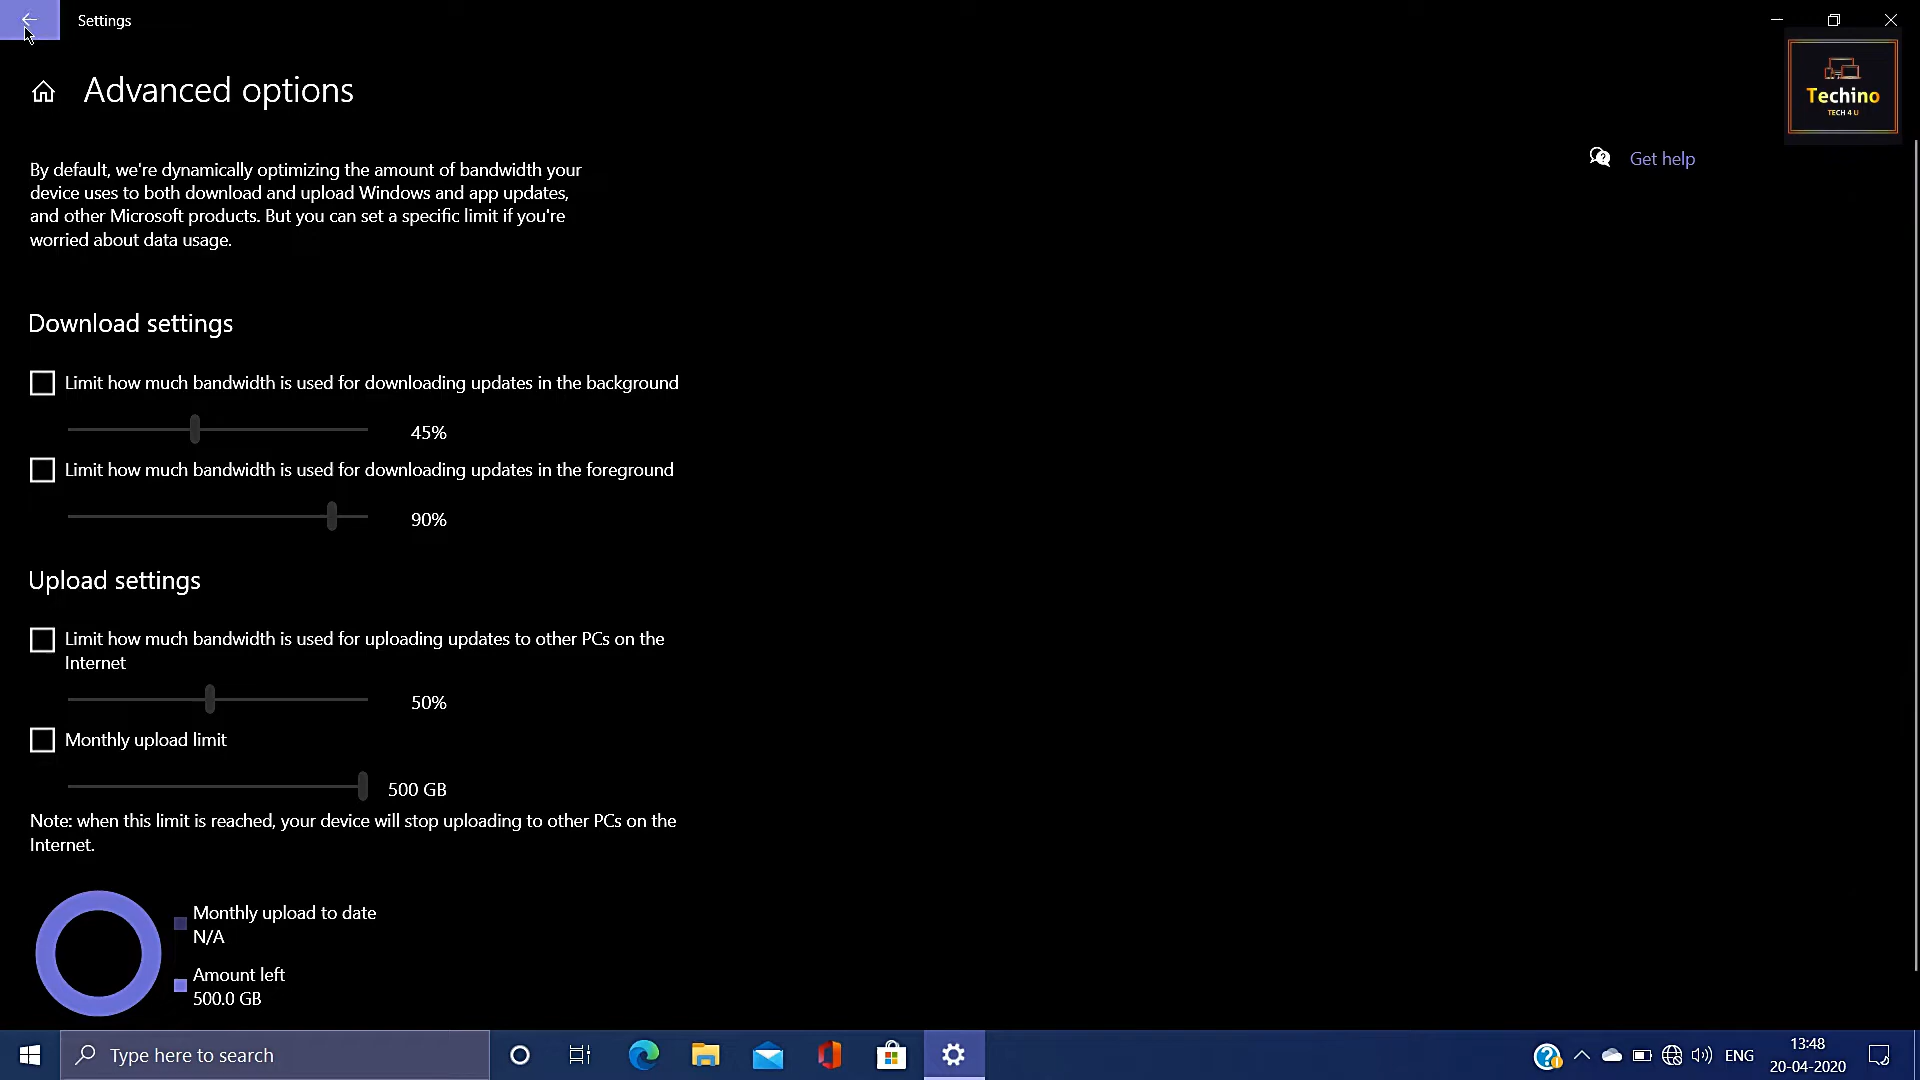 Settings
Techino
TECH 4 U
Advanced options
Get help
By default, we're dynamically optimizing the amount of bandwidth your
device uses to both download and upload Windows and app updates,
and other Microsoft products. But you can set a specific limit if you're
worried about data usage.
Download settings
Limit how much bandwidth is used for downloading updates in the background
45%
Limit how much bandwidth is used for downloading updates in the foreground
90%
Upload settings
Limit how much bandwidth is used for uploading updates to other PCs on the
Internet
50%
Monthly upload limit
500 GB
Note: when this limit is reached, your device will stop uploading to other PCs on the
Internet.
Monthly upload to date
N/A
Amount left
500.0 GB
Type here to search
ENG
13:48
20-04-2020